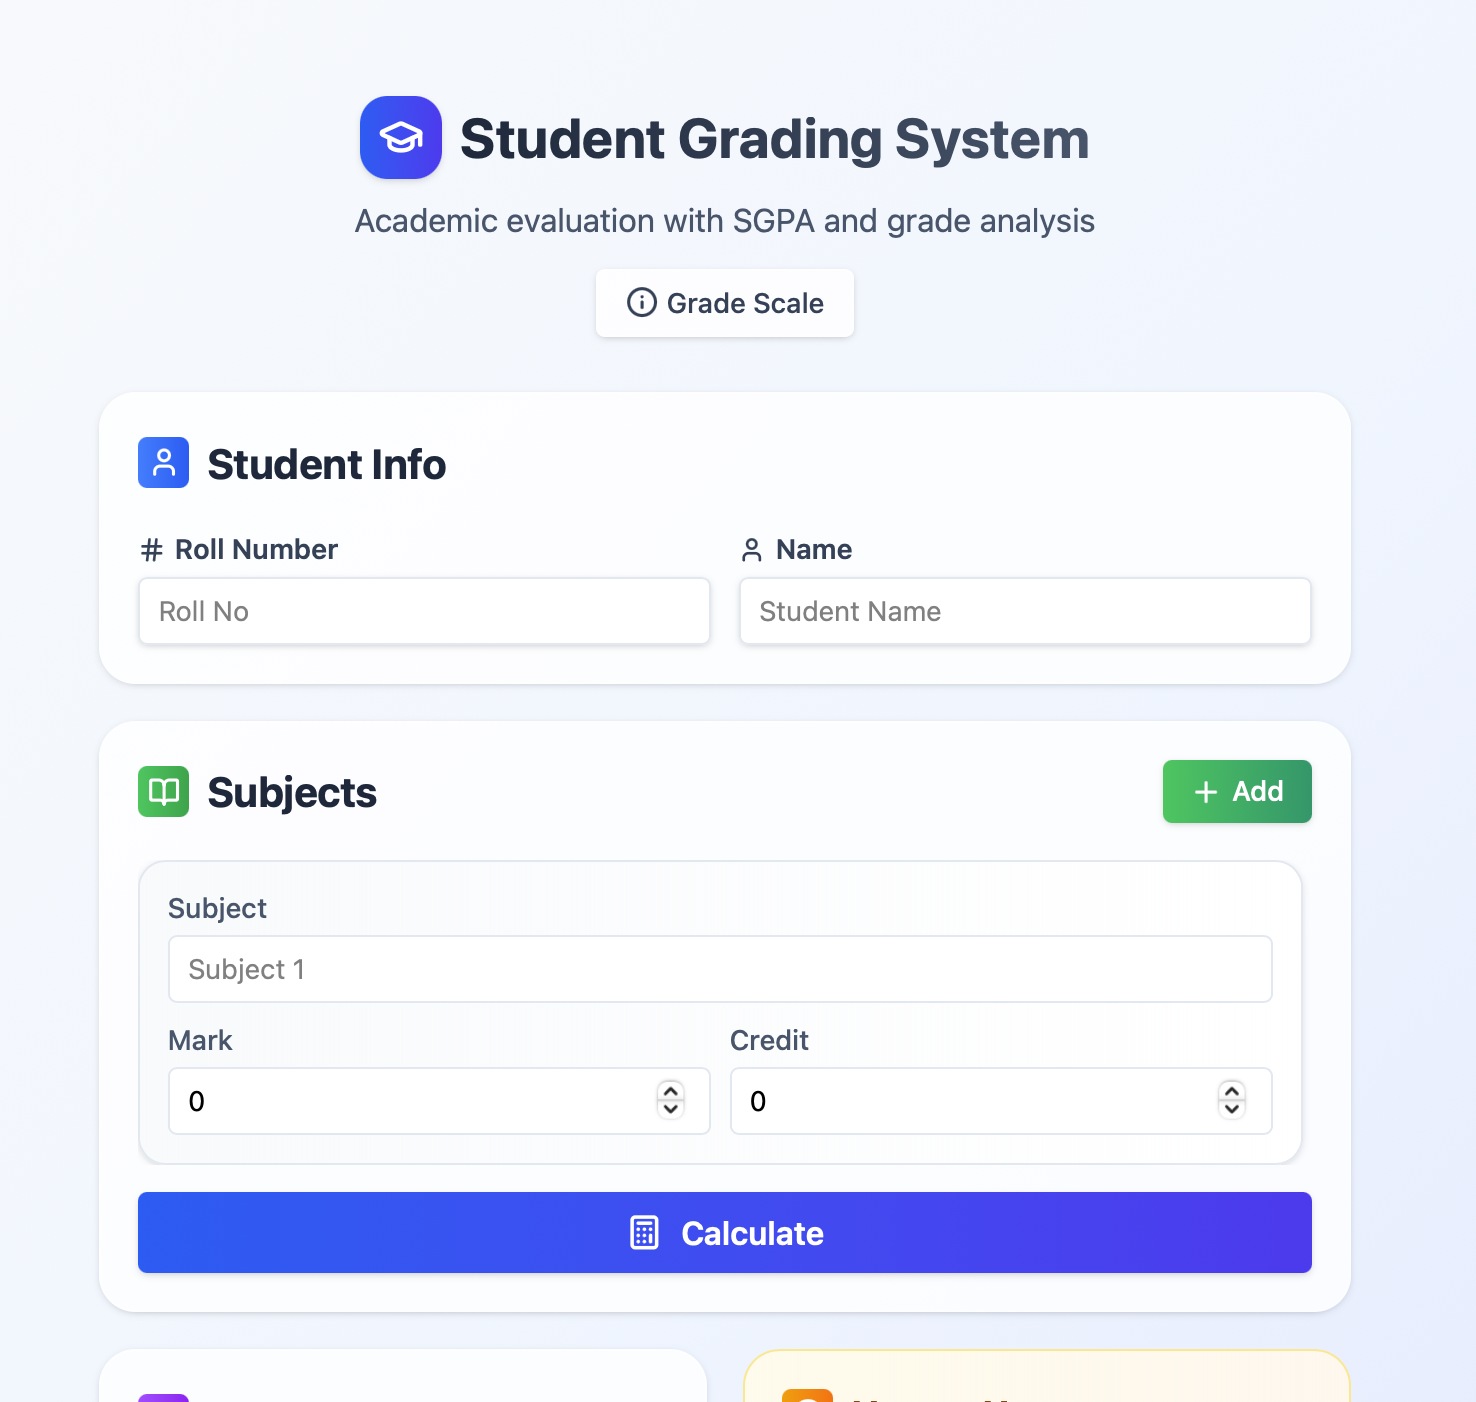 Student Grading System
Academic evaluation with SGPA and grade analysis
Grade Scale
Student Info
# Roll Number
Name
Roll No
Student Name
Subjects
+ Add
Subject
Subject 1
Mark
Credit
0
0
Calculate